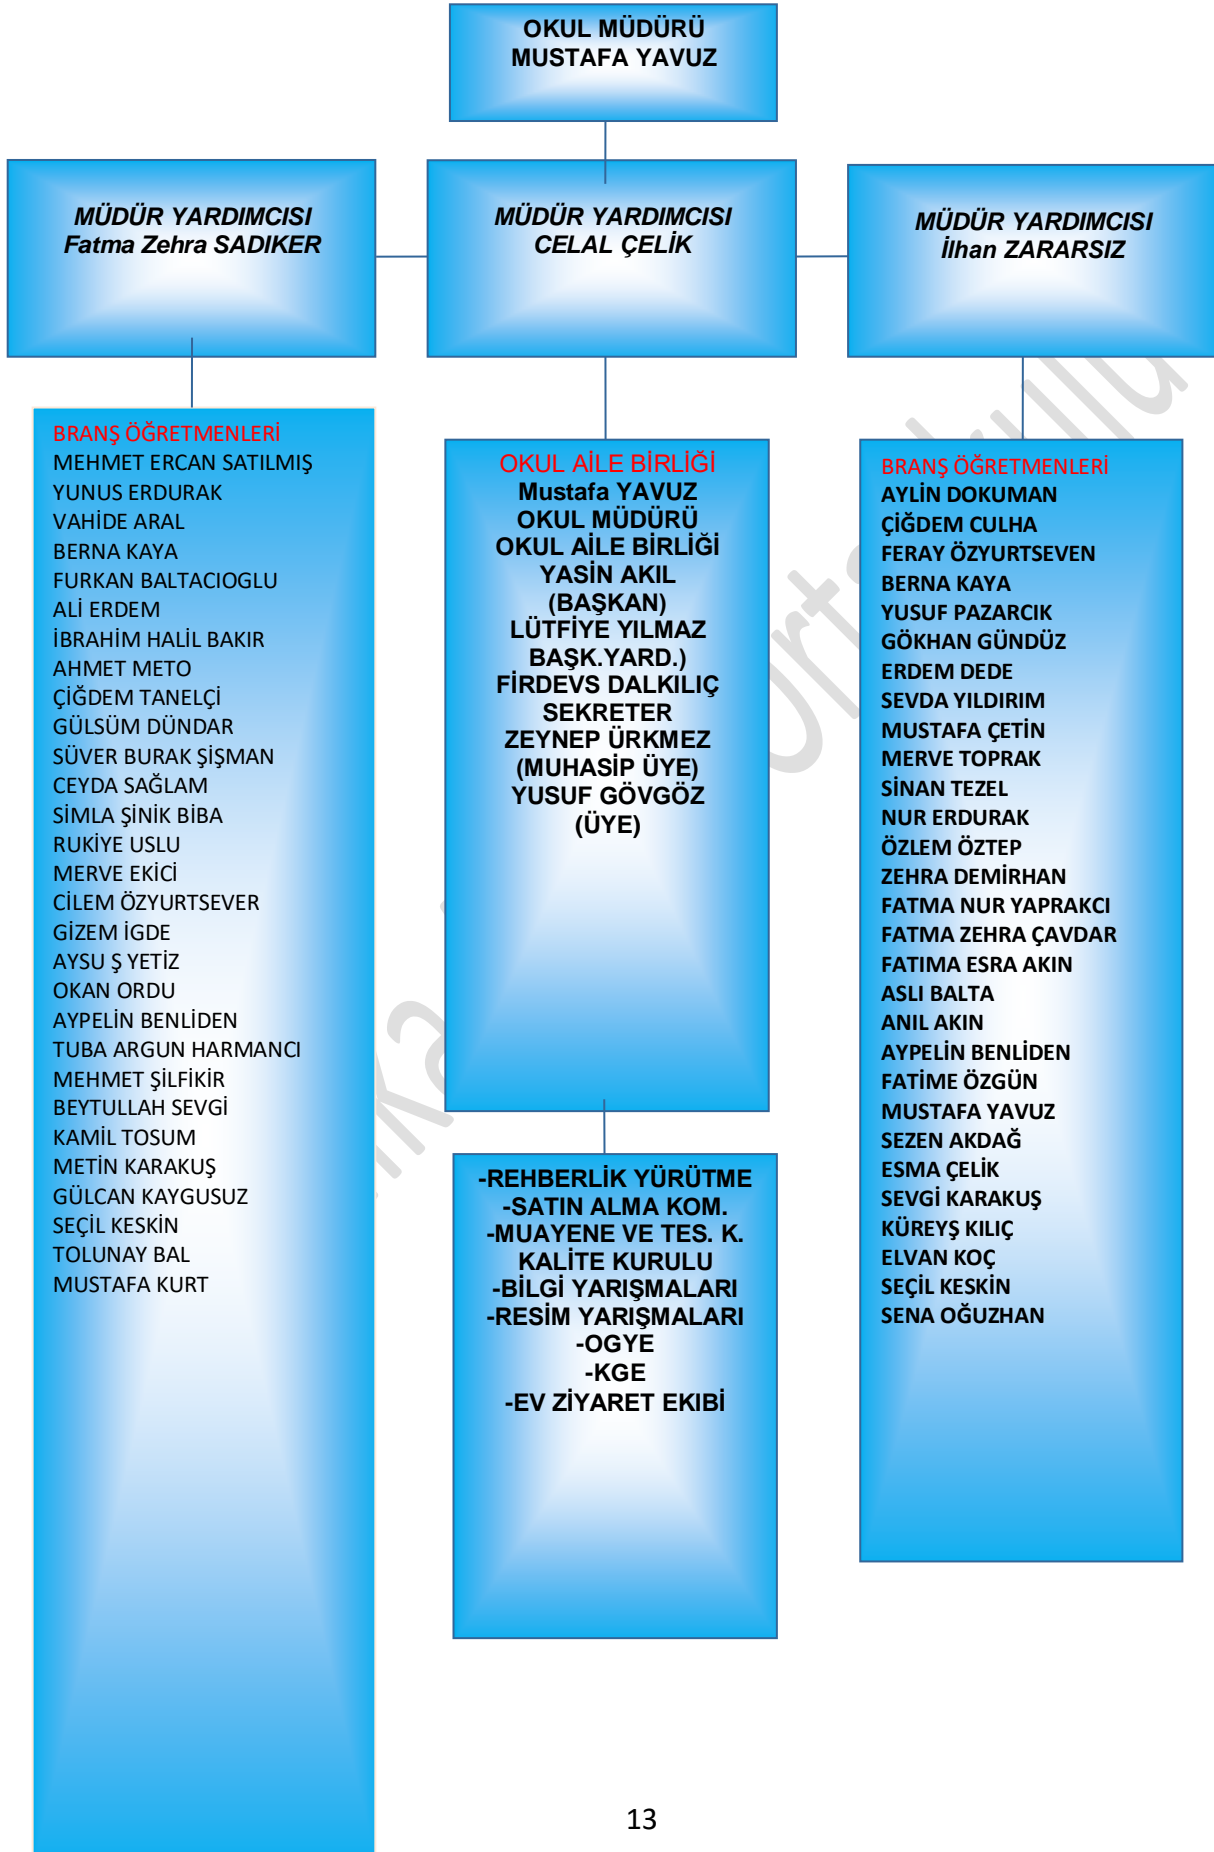 OKUL MÜDÜRÜ
MUSTAFA YAVUZ
MÜDÜR YARDIMCISI
Fatma Zehra SADIKER
MÜDÜR YARDIMCISI
CELAL ÇELİK
MÜDÜR YARDIMCISI
İlhan ZARARSIZ
BRANŞ ÖĞRETMENLERİ
MEHMET ERCAN SATILMIŞ
YUNUS ERDURAK
VAHİDE ARAL
BERNA KAYA
FURKAN BALTACIOGLU
ALİ ERDEM
İBRAHİM HALİL BAKIR
AHMET METO
ÇİĞDEM TANELÇİ
GÜLSÜM DÜNDAR
SÜVER BURAK ŞİŞMAN
CEYDA SAĞLAM
SİMLA ŞİNİK BİBA
RUKİYE USLU
MERVE EKİCİ
CİLEM ÖZYURTSEVER
GİZEM İGDE
AYSU Ş YETİZ
OKAN ORDU
AYPELİN BENLİDEN
TUBA ARGUN HARMANCI
MEHMET ŞİLFİKİR
BEYTULLAH SEVGİ
KAMİL TOSUM
METİN KARAKUŞ
GÜLCAN KAYGUSUZ
SEÇİL KESKİN
TOLUNAY BAL
MUSTAFA KURT
OKUL AİLE BİRLİĞİ
Mustafa YAVUZ
OKUL MÜDÜRÜ
OKUL AİLE BİRLİĞİ
YASİN AKIL
(BAŞKAN)
LÜTFİYE YILMAZ
BAŞK.YARD.)
FİRDEVS DALKILIÇ
SEKRETER
ZEYNEP ÜRKMEZ
(MUHASİP ÜYE)
YUSUF GÖVGÖZ
(ÜYE)
-REHBERLİK YÜRÜTME
-SATIN ALMA KOM.
-MUAYENE VE TES. K.
KALİTE KURULU
-BİLGİ YARIŞMALARI
-RESİM YARIŞMALARI
-OGYE
-KGE
-EV ZİYARET EKIBİ
BRANŞ ÖĞRETMENLERİ
AYLİN DOKUMAN
ÇİĞDEM CULHA
FERAY ÖZYURTSEVEN
BERNA KAYA
YUSUF PAZARCIK
GÖKHAN GÜNDÜZ
ERDEM DEDE
SEVDA YILDIRIM
MUSTAFA ÇETİN
MERVE TOPRAK
SİNAN TEZEL
NUR ERDURAK
ÖZLEM ÖZTEP
ZEHRA DEMİRHAN
FATMA NUR YAPRAKCI
FATMA ZEHRA ÇAVDAR
FATIMA ESRA AKIN
ASLI BALTA
ANIL AKIN
AYPELİN BENLİDEN
FATİME ÖZGÜN
MUSTAFA YAVUZ
SEZEN AKDAĞ
ESMA ÇELİK
SEVGİ KARAKUŞ
KÜREYŞ KILIÇ
ELVAN KOÇ
SEÇİL KESKİN
SENA OĞUZHAN
13